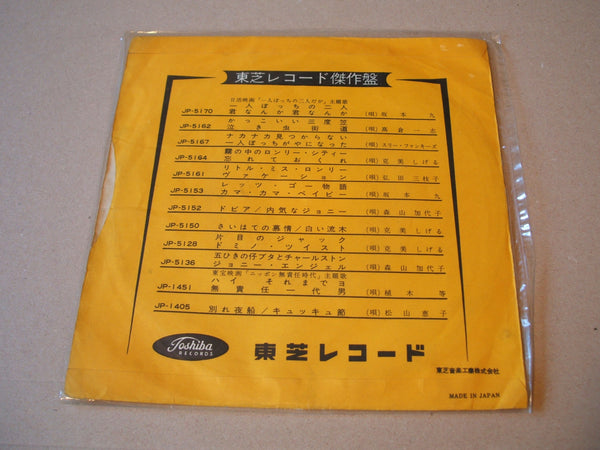 東芝レコード傑作盤
日活映画「一人ぼっちの二人だが」主題歌
JP-5170 一人ぼっちの二人
君なんか君なんか (唄) 坂本 九
JP-5162 かっこいい三度笠
泣き虫街道 (唄) 高倉一志
JP-5167 ナカナカ見つからない
一人ぼっちがやになった (唄) スリー・ファンキーズ
JP-5164 霧の中のロンリー・シティー
忘れておくれ (唄) 克美しげる
JP-5161 リトル・ミス・ロンリー
ヴァケーション (唄) 弘田三枝子
JP-5153 レッツ・ゴー物語
カマ・カマ・ベイビー (唄) 坂本 九
JP-5152 ドビア/内気なジョニー (唄) 森山加代子
JP-5150 さいはての慕情/白い流木 (唄) 克美しげる
JP-5128 片目のジャック
ドミノ・ツイスト (唄) 克美しげる
JP-5136 五ひきの仔ブタとチャールストン
ジョニー・エンジェル (唄) 森山加代子
東宝映画「ニッポン無責任時代」主題歌
JP-1451 ハイ それまでヨ
無責任一代男 (唄) 植木 等
JP-1405 別れ夜船/キュッキュ節 (唄) 松山恵子
Toshiba
RECORDS
東芝レコード
東芝音楽工業株式会社
MADE IN JAPAN